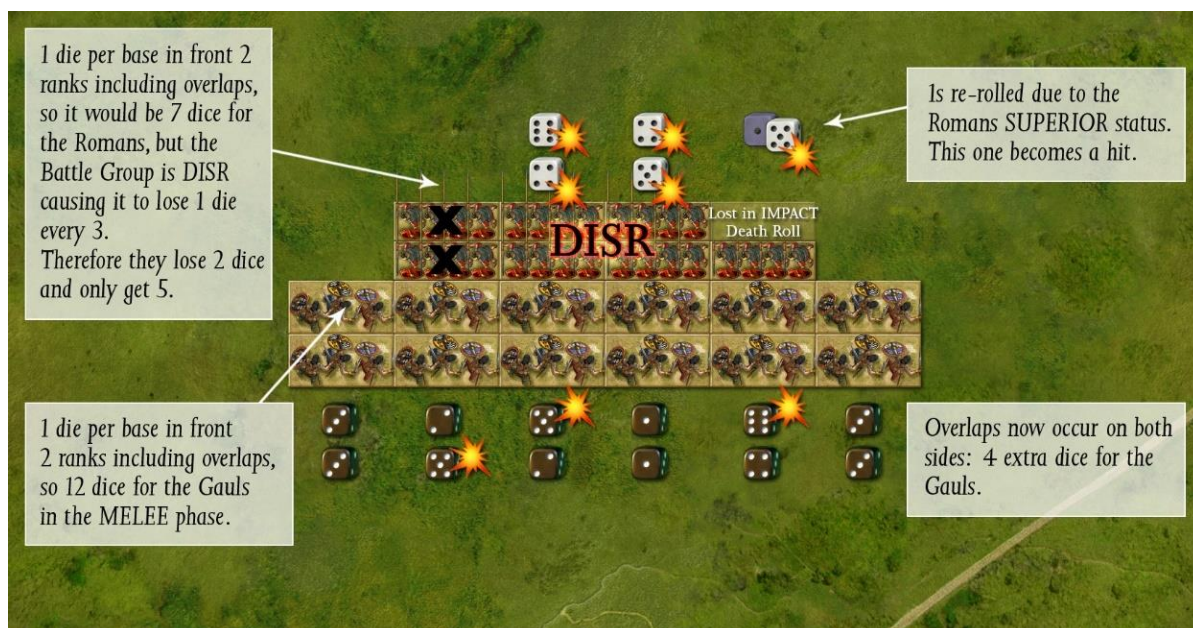 1 die per base in front 2
ranks including overlaps,
so it would be 7 dice for
the Romans, but the
Battle Group is DISR
causing it to lose 1 die
every 3.
Therefore they lose 2 dice
and only get 5.
1s re-rolled due to the
Romans SUPERIOR status.
This one becomes a hit.
X
X
DISR
Lost in IMPACT
Death Roll
1 die per base in front
2 ranks including overlaps,
so 12 dice for the Gauls
in the MELEE phase.
Overlaps now occur on both
sides: 4 extra dice for the
Gauls.